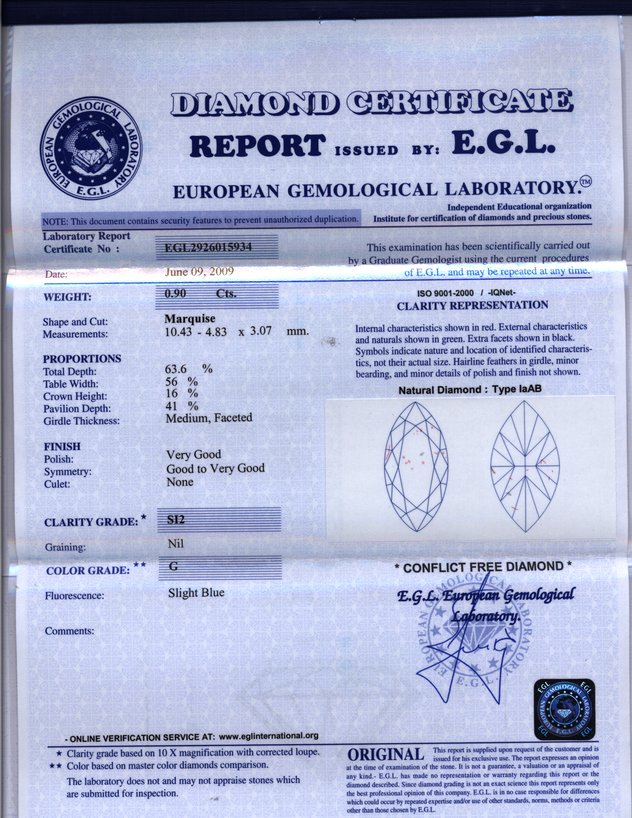 EUROPEAN GEMOLOGICAL LABORATORY
E.G.L.
DIAMOND CERTIFICATE
REPORT ISSUED BY: E.G.L.
EUROPEAN GEMOLOGICAL LABORATORY.™
Independent Educational organization
NOTE: This document contains security features to prevent unauthorized duplication.
Institute for certification of diamonds and precious stones.
Laboratory Report
Certificate No : EGL2926015934
Date: June 09, 2009
WEIGHT: 0.90 Cts.
Shape and Cut: Marquise
Measurements: 10.43 - 4.83 x 3.07 mm.
PROPORTIONS
Total Depth: 63.6 %
Table Width: 56 %
Crown Height: 16 %
Pavilion Depth: 41 %
Girdle Thickness: Medium, Faceted
FINISH
Polish: Very Good
Symmetry: Good to Very Good
Culet: None
CLARITY GRADE: * SI2
Graining: Nil
COLOR GRADE: ** G
Fluorescence: Slight Blue
Comments:
This examination has been scientifically carried out
by a Graduate Gemologist using the current procedures
of E.G.L. and may be repeated at any time.
ISO 9001-2000 / -IQNet-
CLARITY REPRESENTATION
Internal characteristics shown in red. External characteristics
and naturals shown in green. Extra facets shown in black.
Symbols indicate nature and location of identified characteris-
tics, not their actual size. Hairline feathers in girdle, minor
bearding, and minor details of polish and finish not shown.
Natural Diamond : Type IaAB
* CONFLICT FREE DIAMOND *
E.G.L. European Gemological
Laboratory.
EUROPEAN GEMOLOGICAL LABORATORY
E.G.L.
EGL
EGL
EUROPEAN GEMOLOGICAL LABORATORY
EGL
EGL
- ONLINE VERIFICATION SERVICE AT: www.eglinternational.org
★ Clarity grade based on 10 X magnification with corrected loupe.
★★ Color based on master color diamonds comparison.
The laboratory does not and may not appraise stones which
are submitted for inspection.
ORIGINAL This report is supplied upon request of the customer and is
issued for his exclusive use. The report expresses an opinion
at the time of examination of the stone. It is not a guarantee, a valuation or an appraisal of
any kind.- E.G.L. has made no representation or warranty regarding this report or the
diamond described. Since diamond grading is not an exact science this report represents only
the best professional opinion of this company. E.G.L. is in no case responsible for differences
which could occur by repeated expertise and/or use of other standards, norms, methods or criteria
other than those chosen by E.G.L.